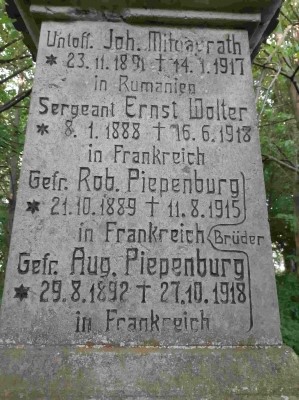 Untoff. Joh. Mitwarrath
* 23.11.1891 † 14.1.1917
in Rumänien
Sergeant Ernst Wolter
* 8.1.1888 † 16.6.1918
in Frankreich
Gefr. Rob. Piepenburg
* 21.10.1889 † 11.8.1915
in Frankreich Brüder
Gefr. Aug. Piepenburg
* 29.8.1892 † 27.10.1918
in Frankreich